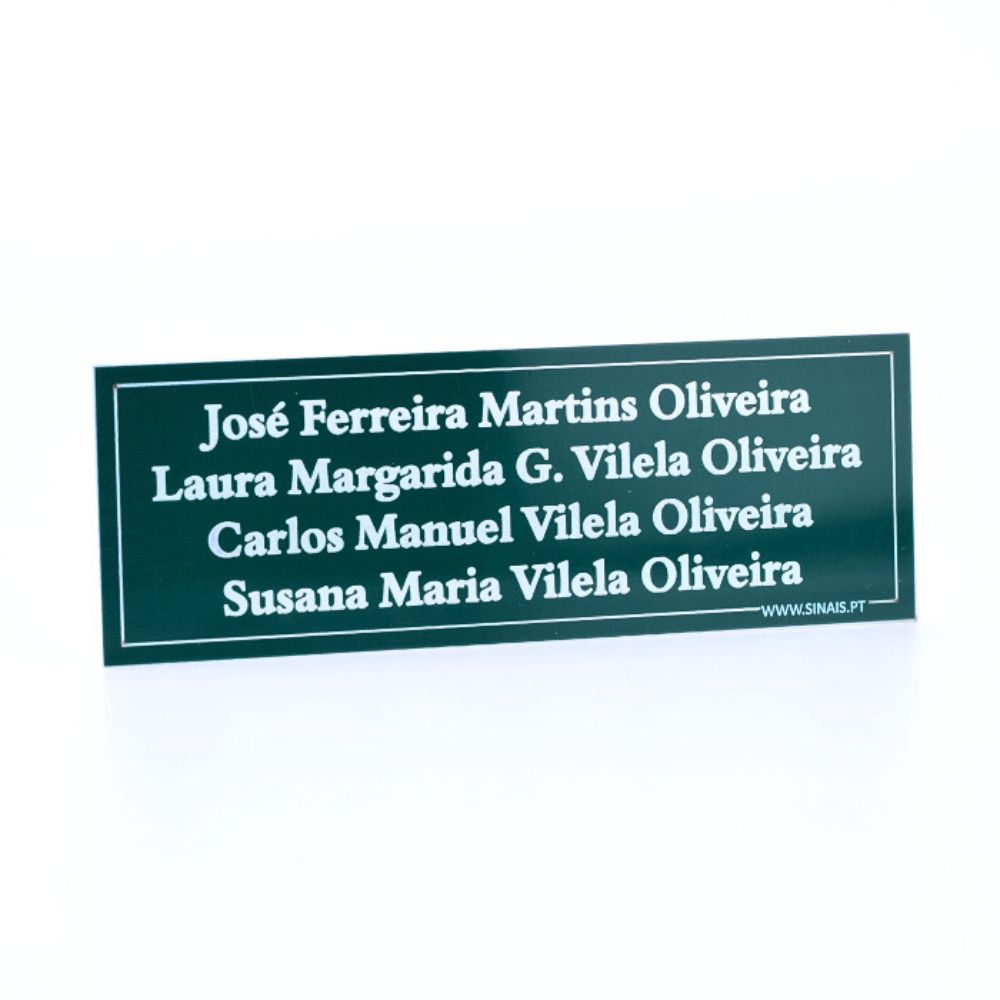 José Ferreira Martins Oliveira
Laura Margarida G. Vilela Oliveira
Carlos Manuel Vilela Oliveira
Susana Maria Vilela Oliveira
WWW.SINAIS.PT